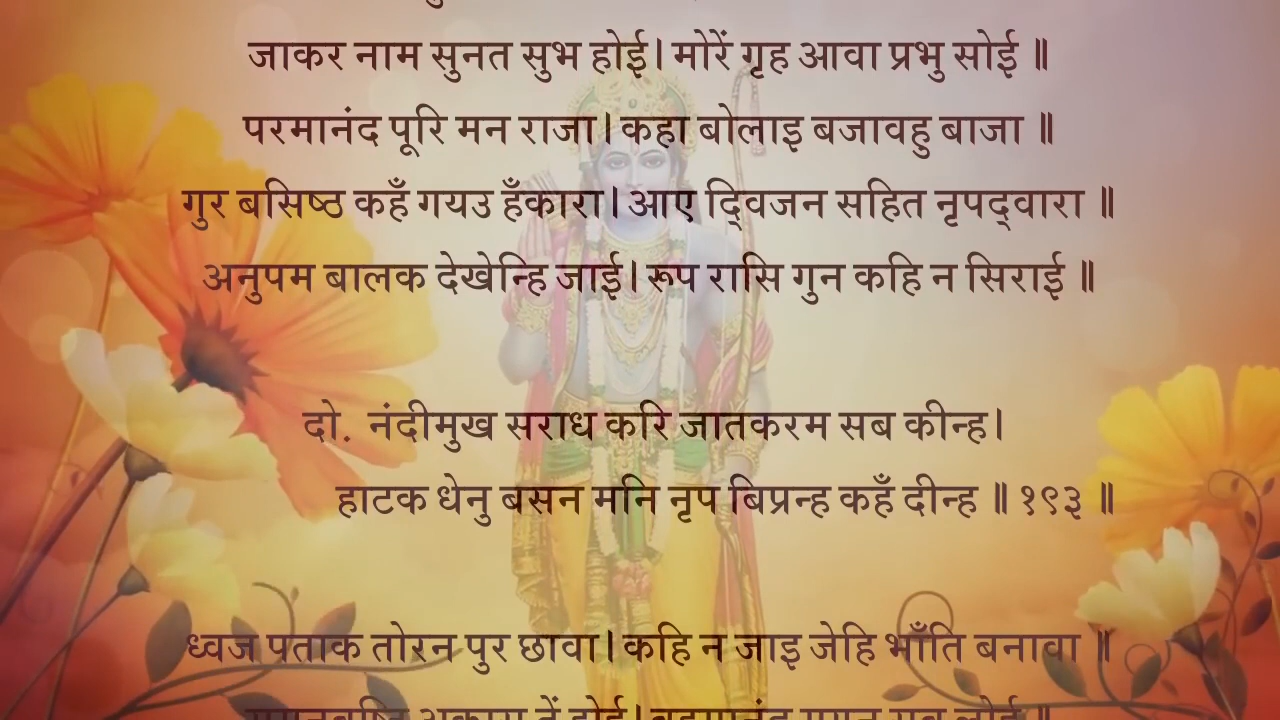 जाकर नाम सुनत सुभ होई। मोरें गृह आवा प्रभु सोई ॥
परमानंद पूरि मन राजा। कहा बोलाइ बजावहु बाजा ॥
गुर बसिष्ठ कहँ गयउ हँकारा। आए द्विजन सहित नृपद्वारा ॥
अनुपम बालक देखेन्हि जाई। रूप रासि गुन कहि न सिराई ॥
दो. नंदीमुख सराध करि जातकरम सब कीन्ह।
हाटक धेनु बसन मनि नृप बिप्रन्ह कहँ दीन्ह ॥ १९३ ॥
ध्वज पताक तोरन पुर छावा। कहि न जाइ जेहि भाँति बनावा ॥